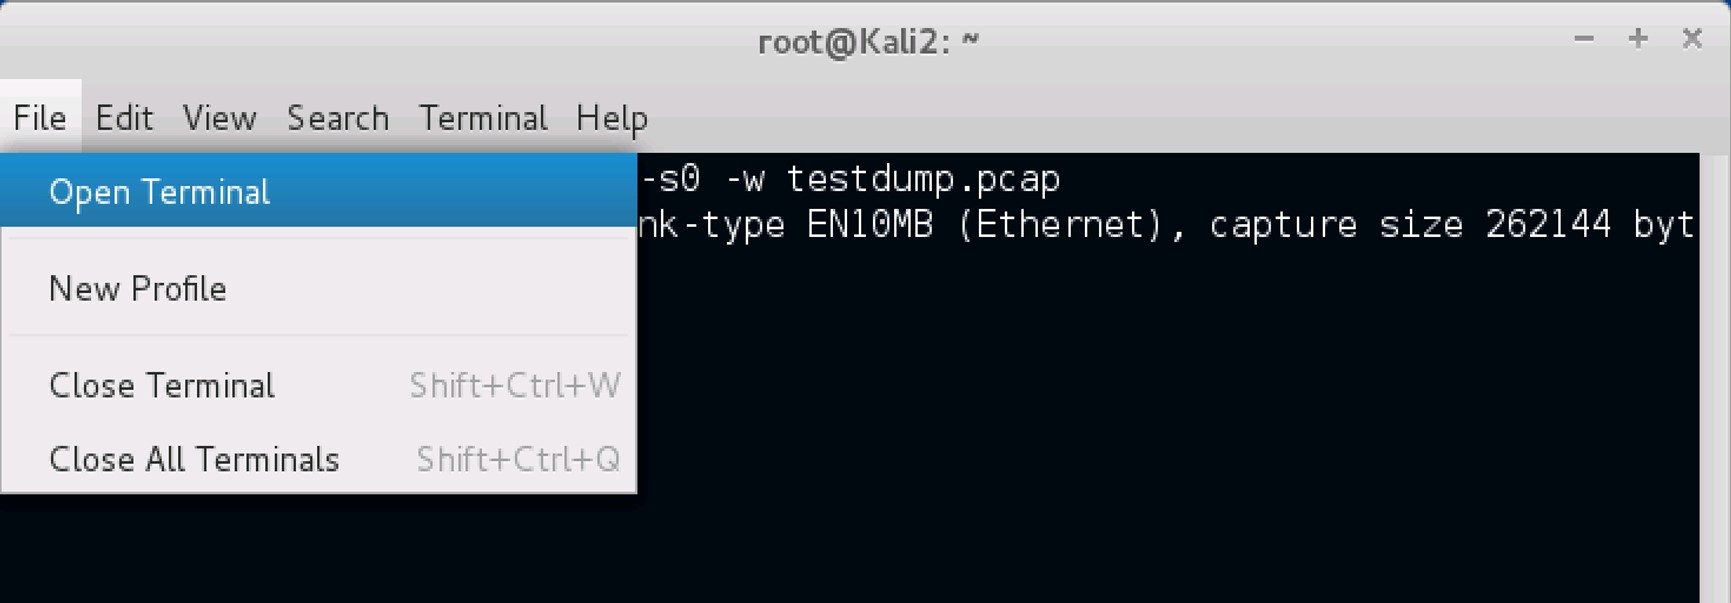 root@Kali2: ~
File Edit View Search Terminal Help
Open Terminal
-s0 -w testdump.pcap
nk-type EN10MB (Ethernet), capture size 262144 byt
New Profile
Close Terminal Shift+Ctrl+W
Close All Terminals Shift+Ctrl+Q